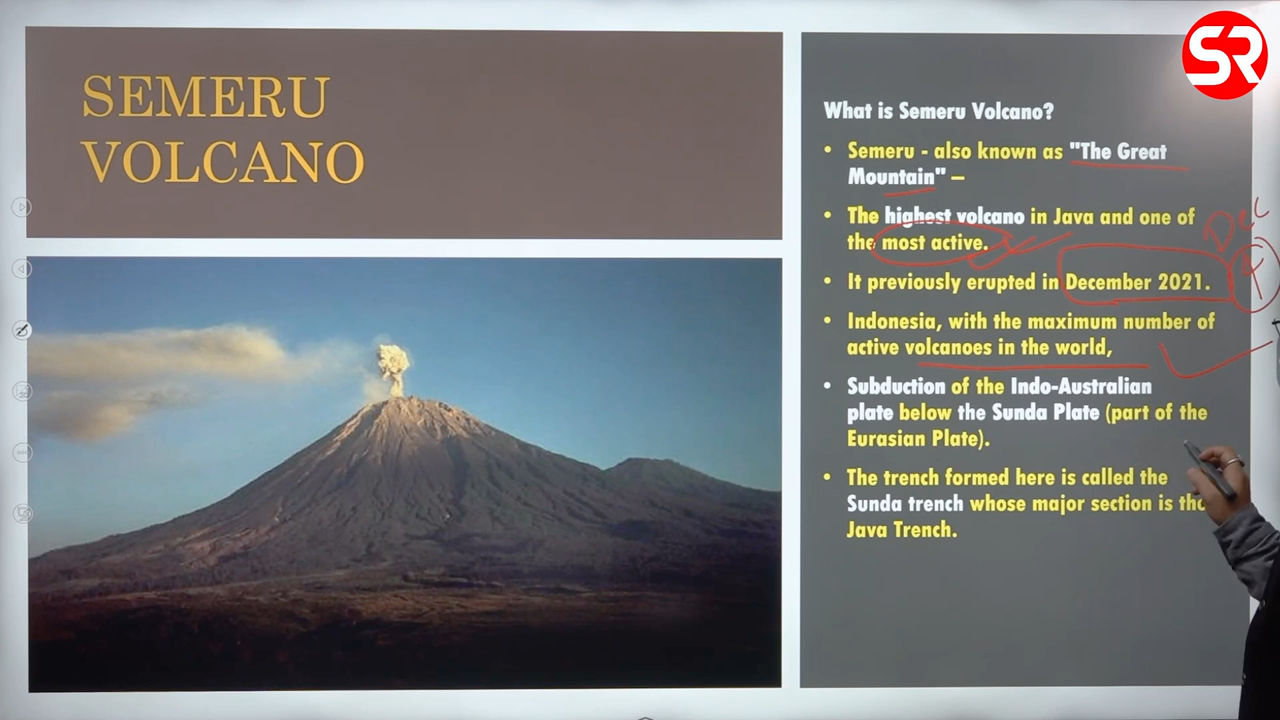 SEMERU
VOLCANO
SR
What is Semeru Volcano?
• Semeru - also known as "The Great
Mountain" –
• The highest volcano in Java and one of
the most active.
Dec
• It previously erupted in December 2021.
• Indonesia, with the maximum number of
active volcanoes in the world,
• Subduction of the Indo-Australian
plate below the Sunda Plate (part of the
Eurasian Plate).
• The trench formed here is called the
Sunda trench whose major section is the
Java Trench.